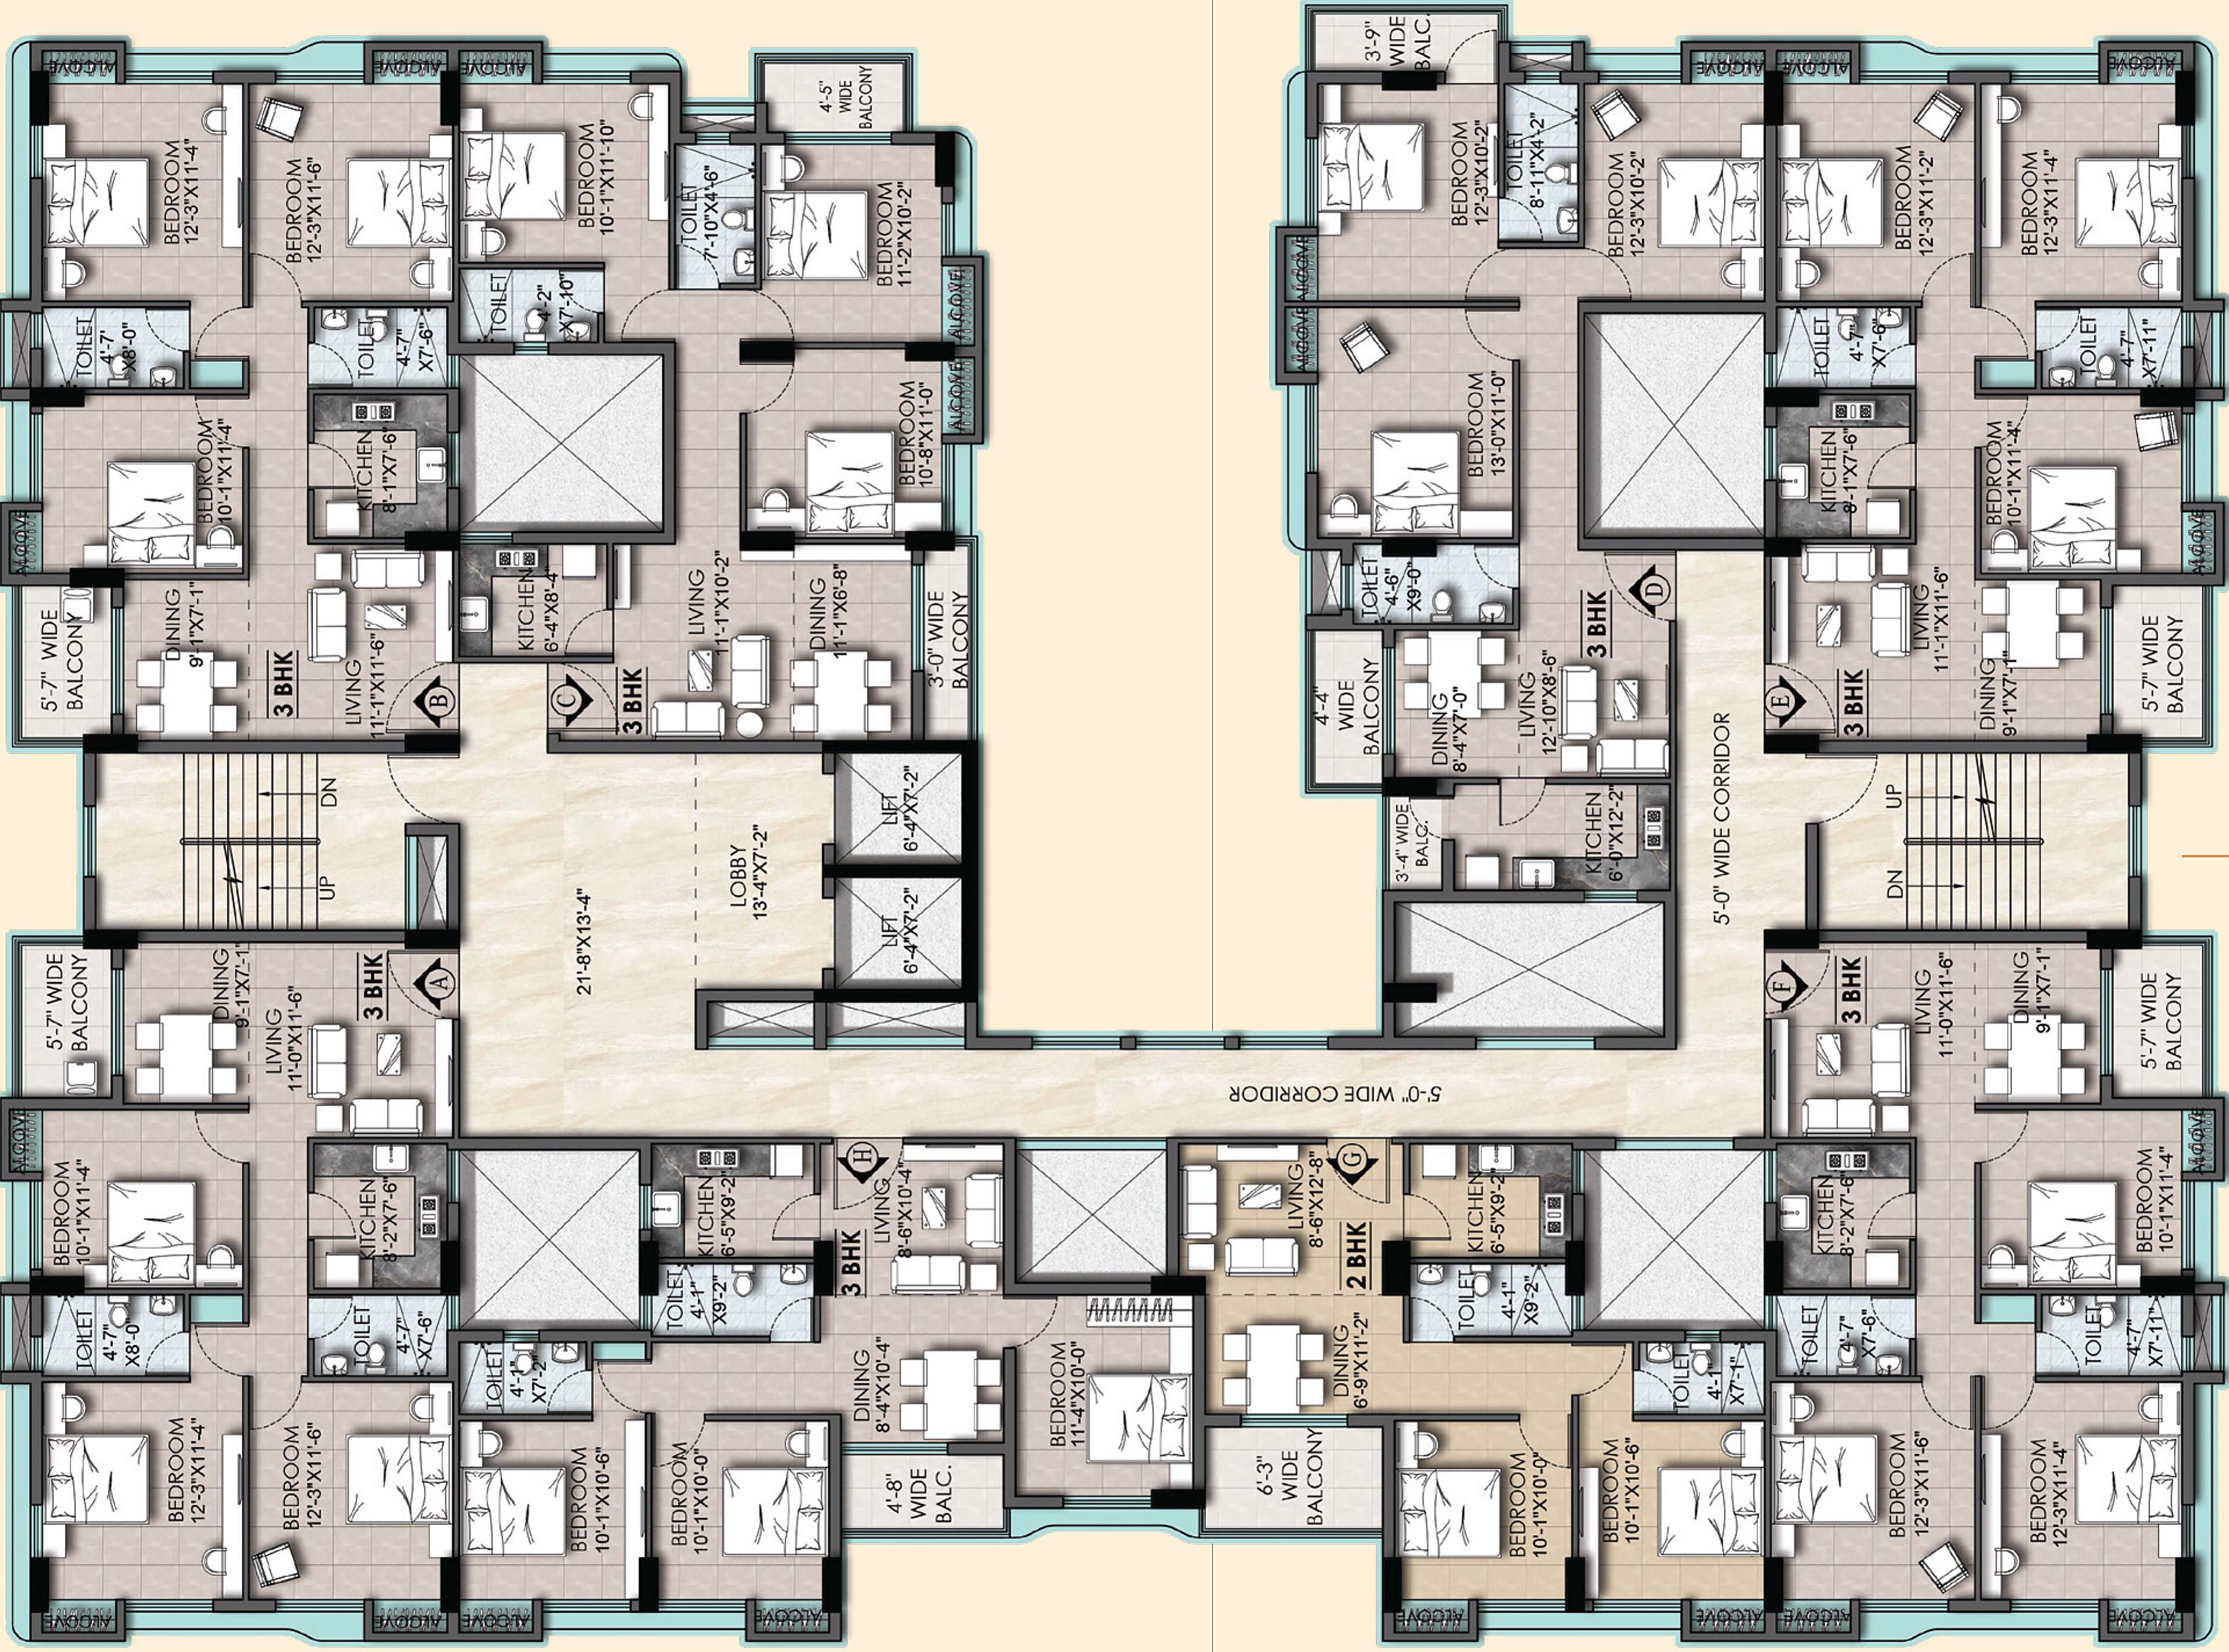 ALCOVE
ALCOVE
ALCOVE
BEDROOM
12'-3"X11'-4"
BEDROOM
12'-3"X11'-6"
BEDROOM
10'-1"X11'-10"
TOILET
7'-10"X4'-6"
4'-5"
WIDE
BALCONY
BEDROOM
11'-2"X10'-2"
ALCOVE
TOILET
4'-7"
X8'-0"
TOILET
4'-7"
X7'-6"
TOILET
4'-2"
X7'-10"
BEDROOM
10'-1"X11'-4"
KITCHEN
8'-1"X7'-6"
ALCOVE
BEDROOM
10'-8"X11'-0"
ALCOVE
5'-7" WIDE
BALCONY
DINING
9'-1"X7'-1"
3 BHK
LIVING
11'-1"X11'-6"
B
KITCHEN
6'-4"X8'-4"
C
3 BHK
LIVING
11'-1"X10'-2"
DINING
11'-1"X6'-8"
3'-0" WIDE
BALCONY
DN
UP
21'-8"X13'-4"
LOBBY
13'-4"X7'-2"
LIFT
6'-4"X7'-2"
LIFT
6'-4"X7'-2"
5'-7" WIDE
BALCONY
DINING
9'-1"X7'-1"
LIVING
11'-0"X11'-6"
3 BHK
A
ALCOVE
BEDROOM
10'-1"X11'-4"
KITCHEN
8'-2"X7'-6"
TOILET
4'-7"
X8'-0"
TOILET
4'-7"
X7'-6"
BEDROOM
12'-3"X11'-4"
BEDROOM
12'-3"X11'-6"
ALCOVE
ALCOVE
KITCHEN
6'-5"X9'-2"
H
3 BHK
LIVING
8'-6"X10'-4"
TOILET
4'-1"
X9'-2"
TOILET
4'-1"
X7'-2"
DINING
8'-4"X10'-4"
BEDROOM
11'-4"X10'-0"
BEDROOM
10'-1"X10'-6"
BEDROOM
10'-1"X10'-0"
4'-8"
WIDE
BALC.
ALCOVE
ALCOVE
3'-9"
WIDE
BALC.
ALCOVE
ALCOVE
ALCOVE
BEDROOM
12'-3"X10'-2"
TOILET
8'-11"X4'-2"
BEDROOM
12'-3"X10'-2"
BEDROOM
12'-3"X11'-2"
BEDROOM
12'-3"X11'-4"
ALCOVE
ALCOVE
BEDROOM
13'-0"X11'-0"
TOILET
4'-7"
X7'-6"
TOILET
4'-7"
X7'-11"
KITCHEN
8'-1"X7'-6"
BEDROOM
10'-1"X11'-4"
ALCOVE
TOILET
4'-6"
X9'-0"
3 BHK
D
4'-4"
WIDE
BALCONY
DINING
8'-4"X7'-0"
LIVING
12'-10"X8'-6"
LIVING
11'-1"X11'-6"
DINING
9'-1"X7'-1"
E
3 BHK
5'-7" WIDE
BALCONY
3'-4" WIDE
BALC.
KITCHEN
6'-0"X12'-2"
5'-0" WIDE CORRIDOR
UP
DN
F
3 BHK
LIVING
11'-0"X11'-6"
DINING
9'-1"X7'-1"
5'-7" WIDE
BALCONY
5'-0" WIDE CORRIDOR
LIVING
8'-6"X12'-8"
G
2 BHK
KITCHEN
6'-5"X9'-2"
KITCHEN
8'-2"X7'-6"
BEDROOM
10'-1"X11'-4"
ALCOVE
DINING
6'-9"X11'-2"
TOILET
4'-1"
X9'-2"
TOILET
4'-1"
X7'-1"
TOILET
4'-7"
X7'-6"
TOILET
4'-7"
X7'-11"
6'-3"
WIDE
BALCONY
BEDROOM
10'-1"X10'-0"
BEDROOM
10'-1"X10'-6"
BEDROOM
12'-3"X11'-6"
BEDROOM
12'-3"X11'-4"
ALCOVE
ALCOVE
ALCOVE
ALCOVE